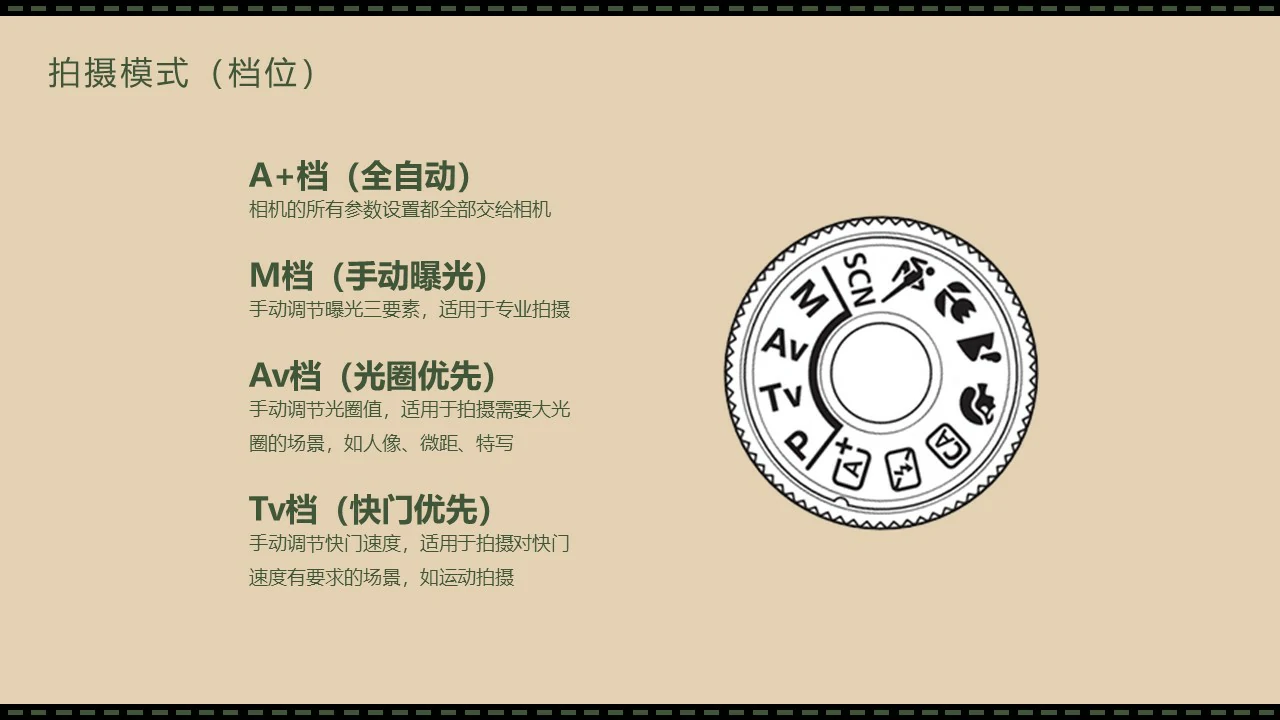 拍摄模式（档位）
A+档（全自动）
相机的所有参数设置都全部交给相机
M档（手动曝光）
手动调节曝光三要素，适用于专业拍摄
Av档（光圈优先）
手动调节光圈值，适用于拍摄需要大光
圈的场景，如人像、微距、特写
Tv档（快门优先）
手动调节快门速度，适用于拍摄对快门
速度有要求的场景，如运动拍摄
SCN
M
Av
Tv
P
A+
CA